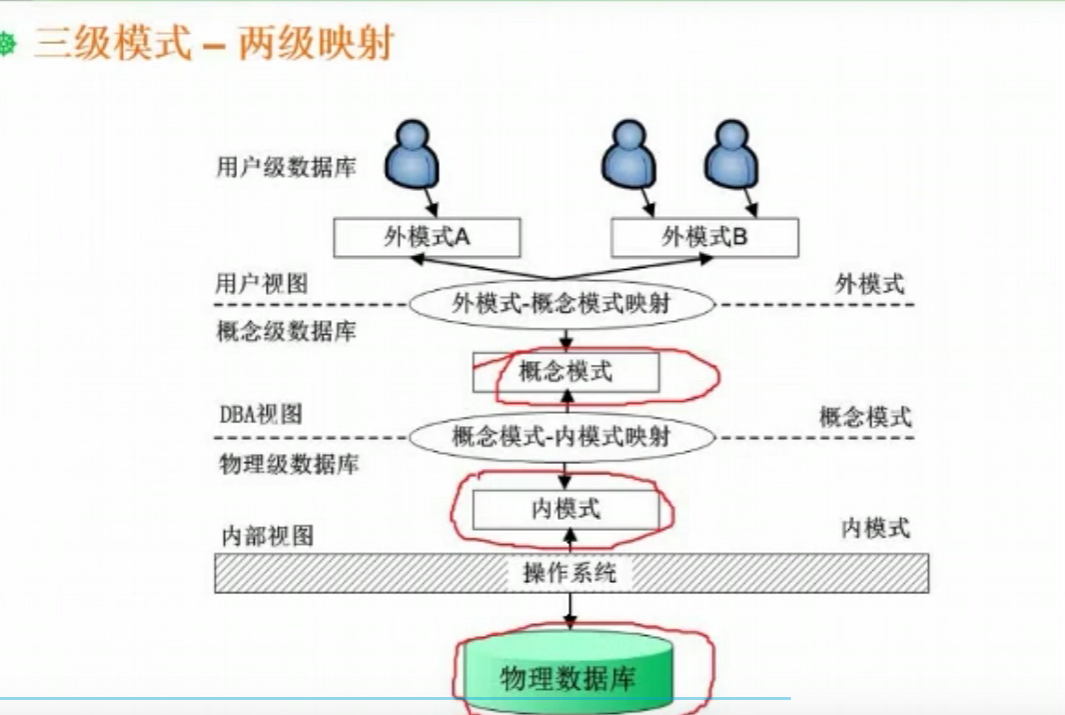 三级模式 – 两级映射
用户级数据库
外模式A
外模式B
用户视图
外模式
外模式-概念模式映射
概念级数据库
概念模式
DBA视图
概念模式
概念模式-内模式映射
物理级数据库
内模式
内部视图
内模式
操作系统
物理数据库